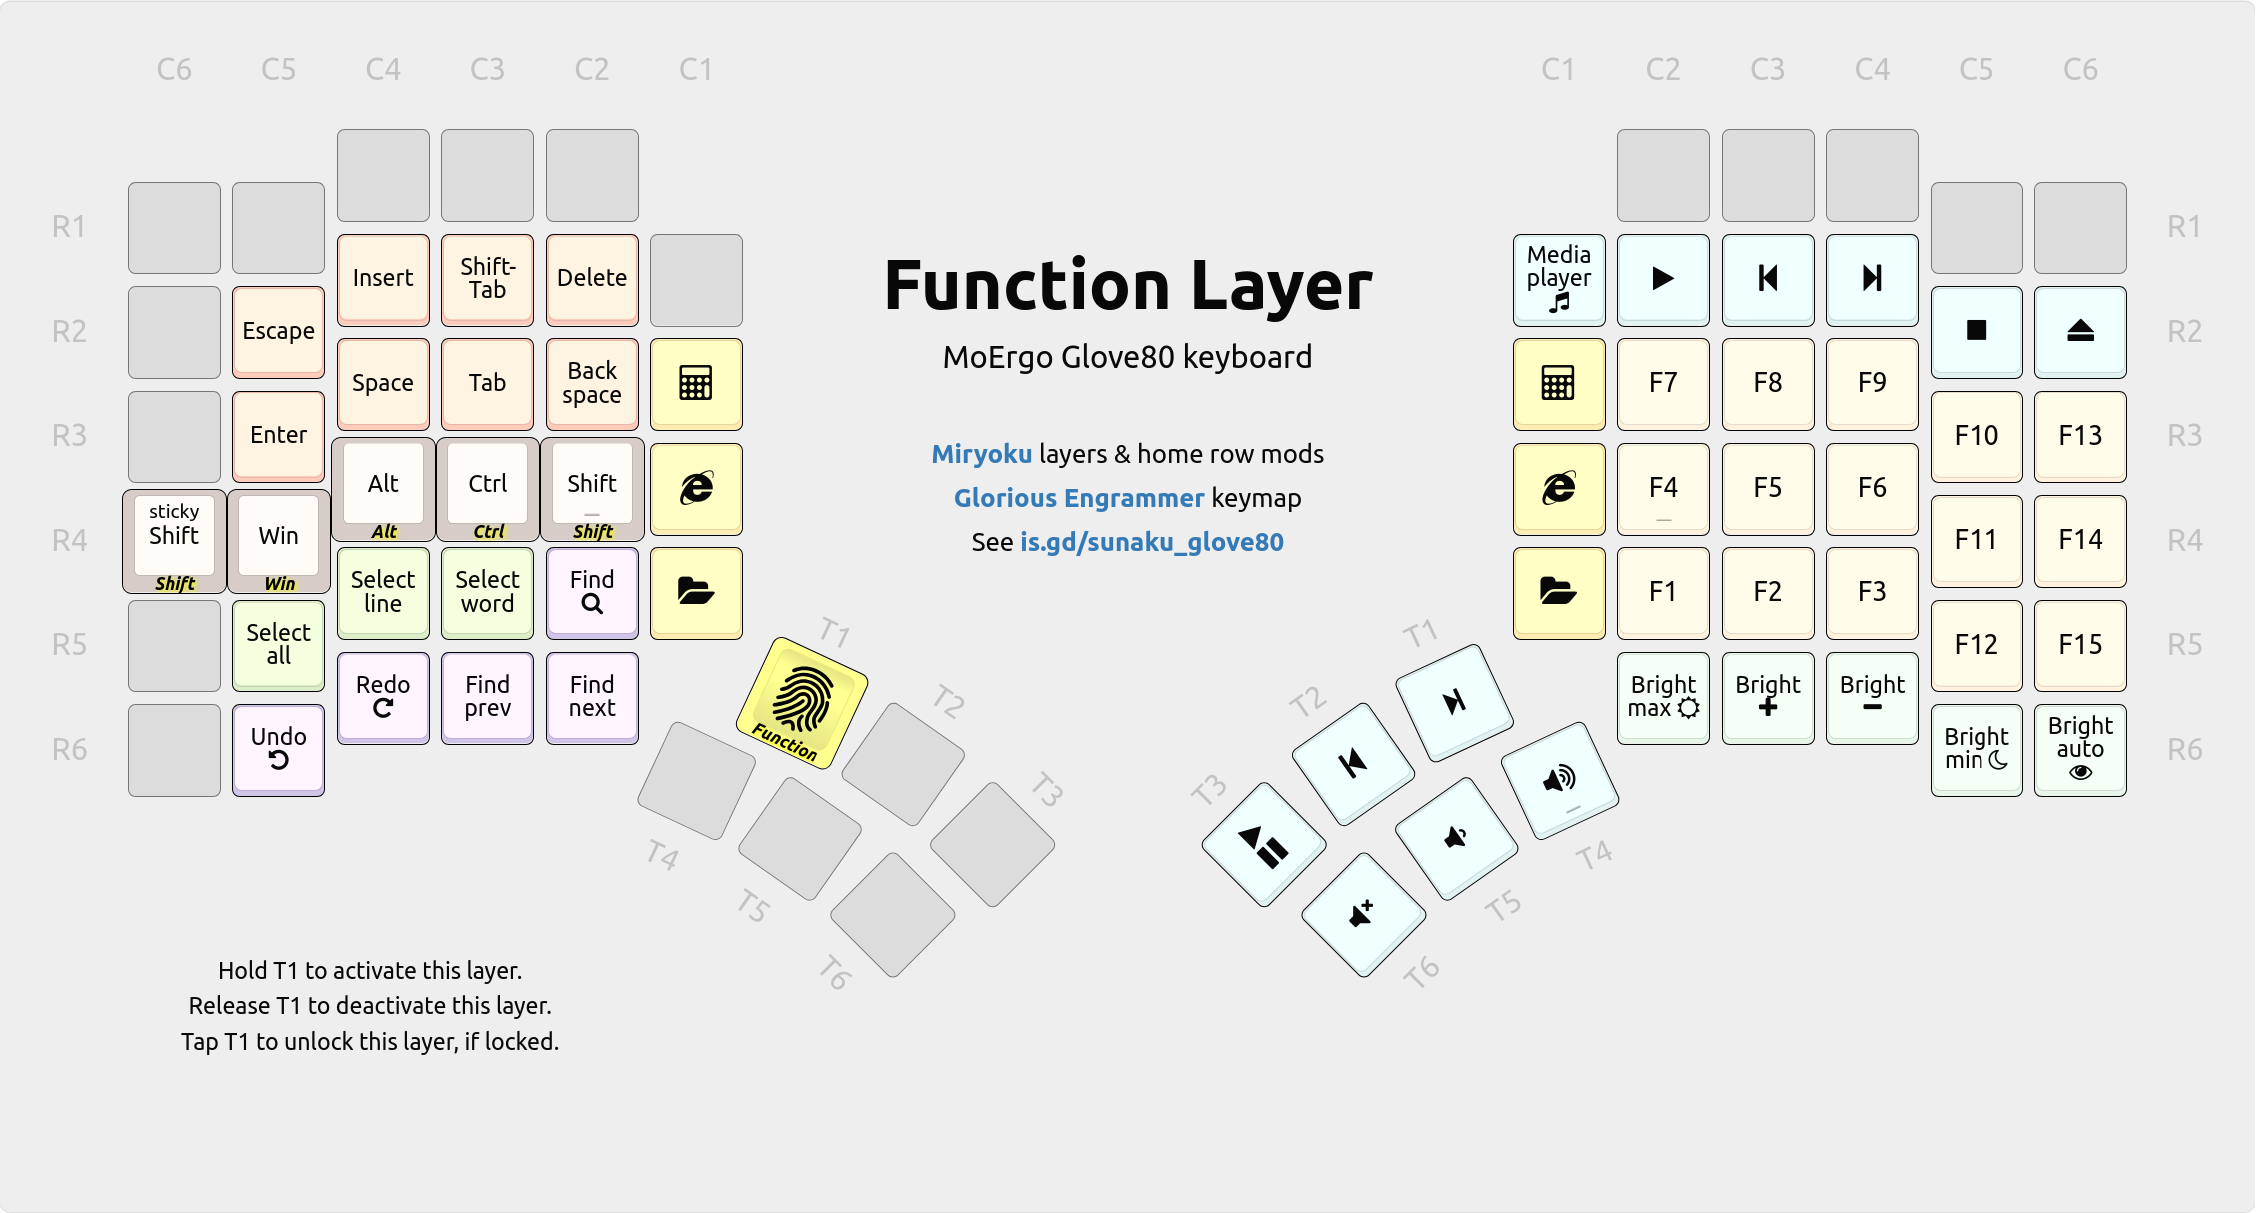 C6 C5 C4 C3 C2 C1
C1 C2 C3 C4 C5 C6
R1
R2
R3
R4
R5
R6
Insert
Shift-
Tab
Delete
Escape
Space
Tab
Back
space
Enter
Alt
Alt
Ctrl
Ctrl
Shift
_
Shift
sticky
Shift
Shift
Win
Win
Select
line
Select
word
Find
Select
all
Redo
Find
prev
Find
next
Undo
T1
T2
T3
Function
T4
T5
T6
Function Layer
MoErgo Glove80 keyboard
Miryoku layers & home row mods
Glorious Engrammer keymap
See is.gd/sunaku_glove80
Media
player
F7
F8
F9
F10
F13
F4
_
F5
F6
F11
F14
F1
F2
F3
F12
F15
Bright
max
Bright
+
Bright
−
Bright
min
Bright
auto
R1
R2
R3
R4
R5
R6
T1
T2
T3
_
T4
T5
T6
Hold T1 to activate this layer.
Release T1 to deactivate this layer.
Tap T1 to unlock this layer, if locked.